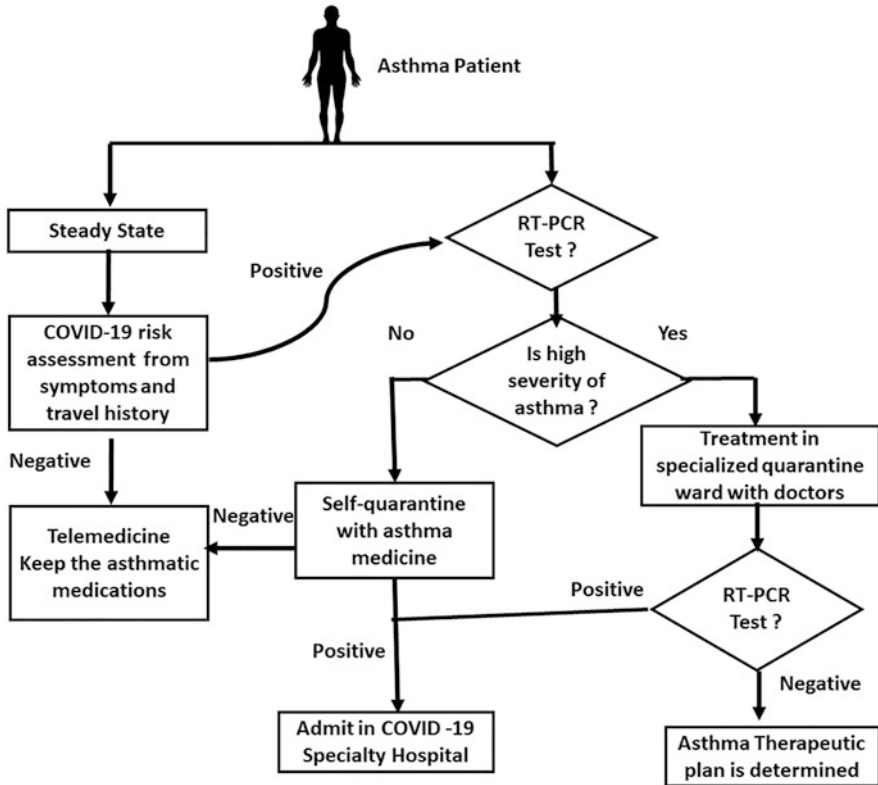 Asthma Patient
Steady State
RT-PCR
Test ?
Positive
COVID-19 risk
assessment from
symptoms and
travel history
No
Yes
Is high
severity of
asthma ?
Negative
Treatment in
specialized quarantine
ward with doctors
Telemedicine
Keep the asthmatic
medications
Negative
Self-quarantine
with asthma
medicine
Positive
RT-PCR
Test ?
Positive
Negative
Admit in COVID -19
Specialty Hospital
Asthma Therapeutic
plan is determined